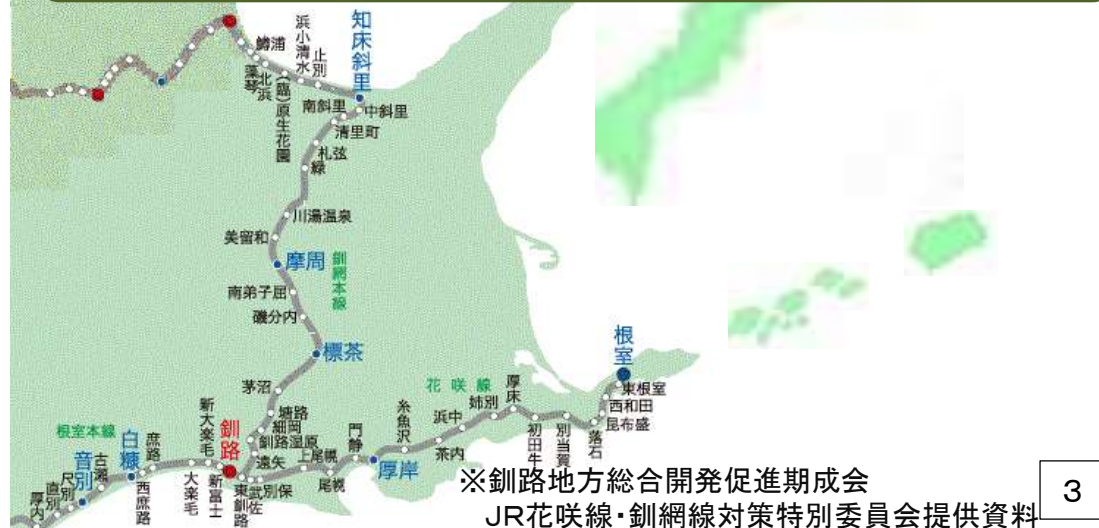 鱒浦
藻琴
北浜
(臨)原生花園
浜小清水
止別
知床斜里
中斜里
南斜里
清里町
札弦
緑
川湯温泉
美留和
摩周
釧網本線
南弟子屈
磯分内
標茶
茅沼
塘路
細岡
釧路湿原
遠矢
東釧路
釧路
新富士
新大楽毛
大楽毛
庶路
西庶路
白糠
根室本線
古瀬
音別
尺別
直別
厚内
武佐
別保
上尾幌
尾幌
門静
厚岸
糸魚沢
茶内
浜中
花咲線
姉別
厚床
初田牛
別当賀
落石
昆布盛
西和田
東根室
根室
※釧路地方総合開発促進期成会
JR花咲線・釧網線対策特別委員会提供資料
3